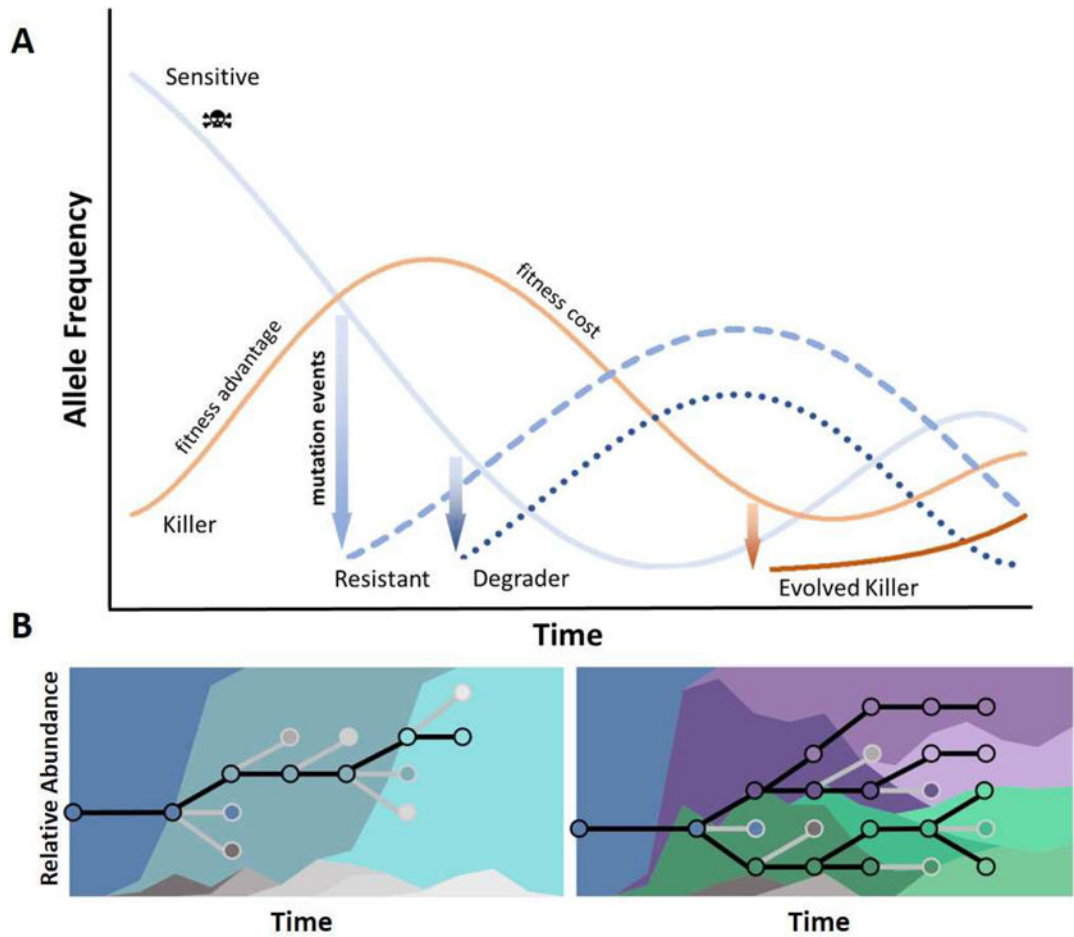 A
Sensitive
fitness advantage
fitness cost
mutation events
Allele Frequency
Killer
Resistant
Degrader
Evolved Killer
Time
B
Relative Abundance
Time
Time